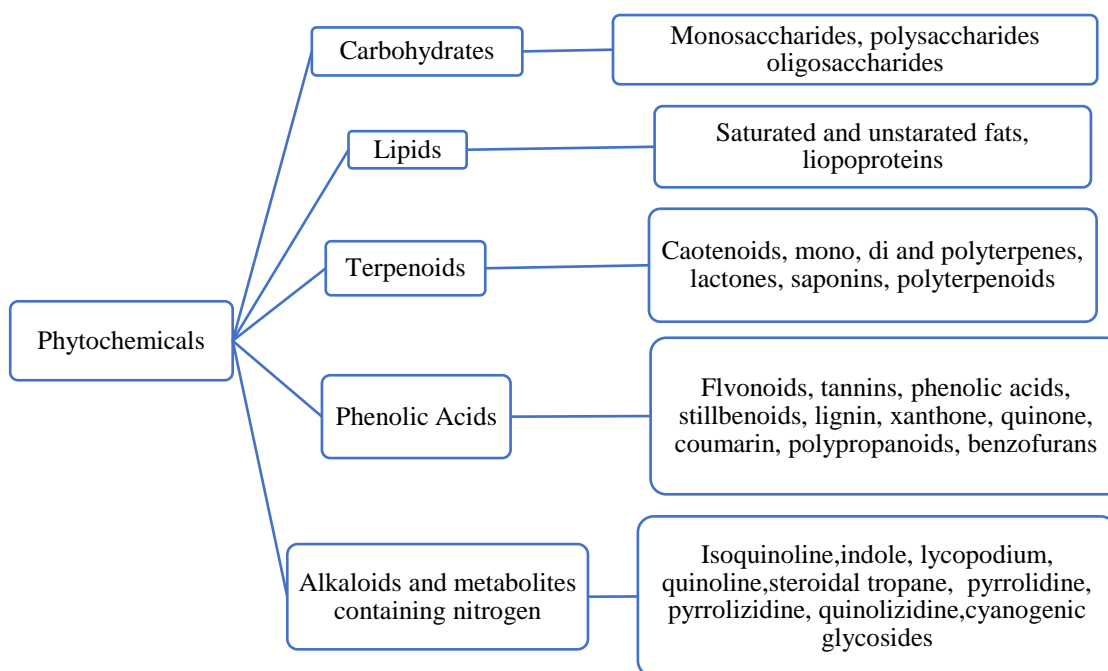 Phytochemicals
Carbohydrates
Monosaccharides, polysaccharides
oligosaccharides
Lipids
Saturated and unstarated fats,
liopoproteins
Terpenoids
Caotenoids, mono, di and polyterpenes,
lactones, saponins, polyterpenoids
Phenolic Acids
Flvonoids, tannins, phenolic acids,
stillbenoids, lignin, xanthone, quinone,
coumarin, polypropanoids, benzofurans
Alkaloids and metabolites
containing nitrogen
Isoquinoline,indole, lycopodium,
quinoline,steroidal tropane, pyrrolidine,
pyrrolizidine, quinolizidine,cyanogenic
glycosides